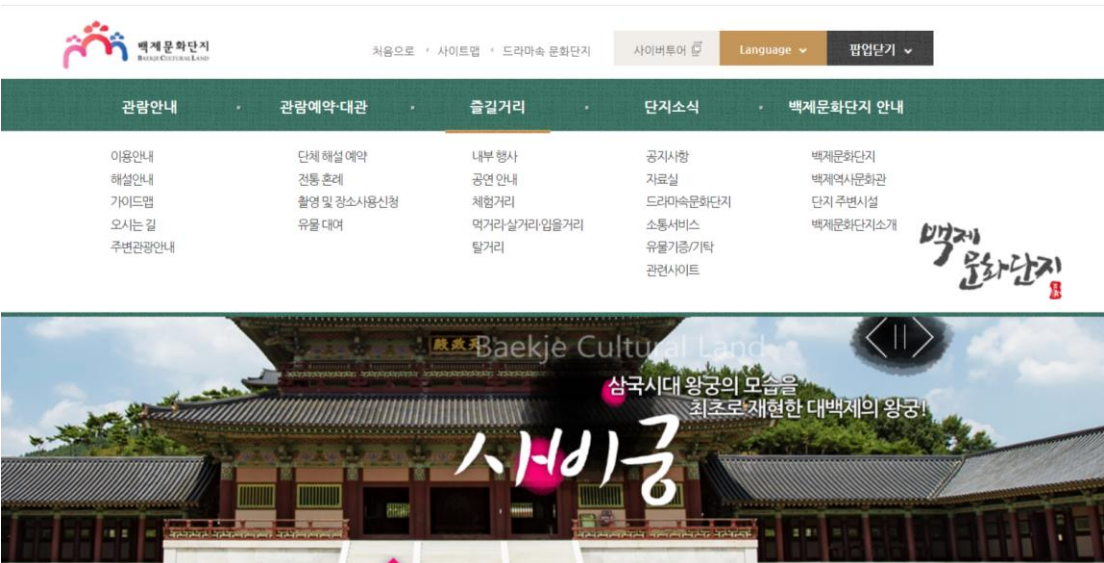 백제문화단지
BAEKJE CULTURAL LAND
처음으로 사이트맵 드라마속 문화단지
사이버투어
Language
팝업닫기
관람안내
관람예약·대관
즐길거리
단지소식
백제문화단지 안내
이용안내
해설안내
가이드맵
오시는 길
주변관광안내
단체 해설 예약
전통 혼례
촬영 및 장소사용신청
유물 대여
내부 행사
공연 안내
체험거리
먹거리·살거리·입을거리
탈거리
공지사항
자료실
드라마속문화단지
소통서비스
유물기증/기탁
관련사이트
백제문화단지
백제역사문화관
단지 주변시설
백제문화단지소개
백제
문화단지
天政殿
Baekje Cultural Land
삼국시대 왕궁의 모습을
최초로 재현한 대백제의 왕궁!
사비궁